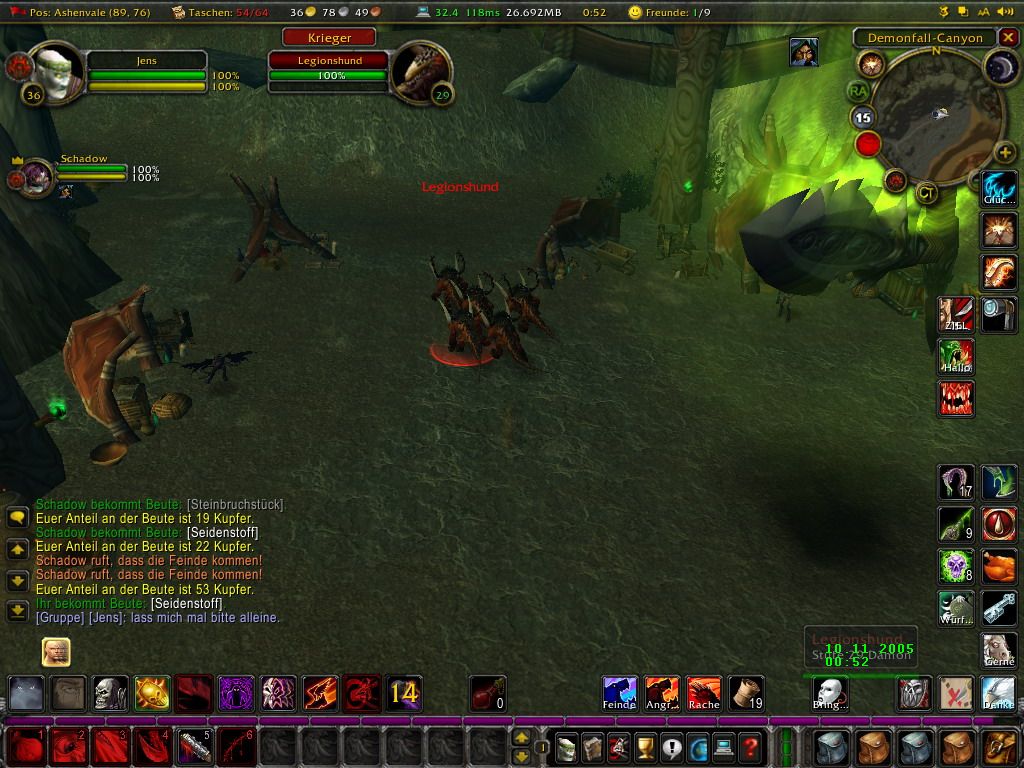 Pos: Ashenvale (89, 76)
Taschen: 54/64
36 78 49
32.4 118ms 26.692MB
0:52
Freunde: 1/9
Krieger
Demonfall-Canyon
Jens
100%
100%
36
Legionshund
100%
29
N
RA
15
CT
Schadow
100%
100%
Legionshund
ZIEL
Hallo
17
9
8
Würf...
Gerne
Schadow bekommt Beute: [Steinbruchstück].
Euer Anteil an der Beute ist 19 Kupfer.
Schadow bekommt Beute: [Seidenstoff].
Euer Anteil an der Beute ist 22 Kupfer.
Schadow ruft, dass die Feinde kommen!
Schadow ruft, dass die Feinde kommen!
Euer Anteil an der Beute ist 53 Kupfer.
Ihr bekommt Beute: [Seidenstoff].
[Gruppe] [Jens]: lass mich mal bitte alleine.
Legionshund
10 11 2005
00:52
14
0
Feinde
Angr...
Rache
19
Bring...
Danke
1 2 3 4 5 6
1